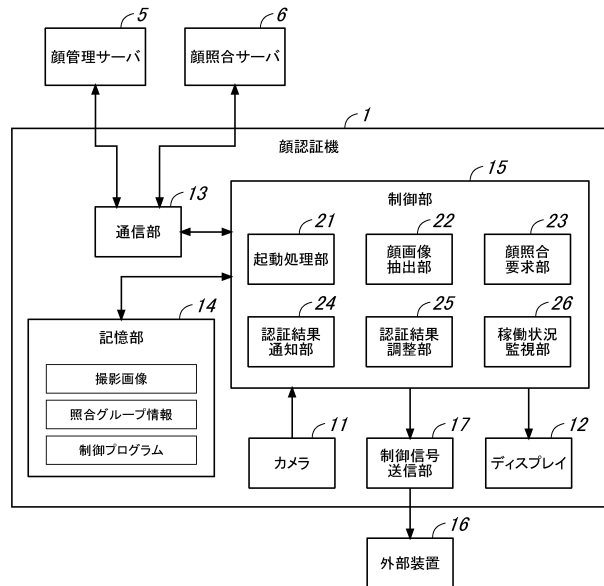 5
6
顔管理サーバ
顔照合サーバ
1
顔認証機
15
制御部
13
通信部
21
22
23
起動処理部
顔画像
抽出部
顔照合
要求部
24
25
26
認証結果
通知部
認証結果
調整部
稼働状況
監視部
14
記憶部
撮影画像
照合グループ情報
制御プログラム
11
17
12
カメラ
制御信号
送信部
ディスプレイ
16
外部装置